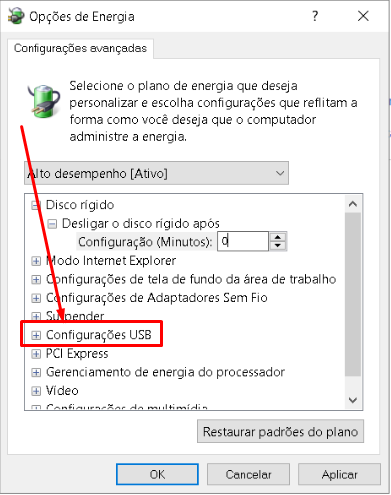 Opções de Energia
Configurações avançadas
Selecione o plano de energia que deseja
personalizar e escolha configurações que reflitam a
forma como você deseja que o computador
administre a energia.
Alto desempenho [Ativo]
Disco rígido
Desligar o disco rígido após
Configuração (Minutos): 0
Modo Internet Explorer
Configurações de tela de fundo da área de trabalho
Configurações de Adaptadores Sem Fio
Suspender
Configurações USB
PCI Express
Gerenciamento de energia do processador
Vídeo
Configurações de multimídia
Restaurar padrões do plano
OK Cancelar Aplicar